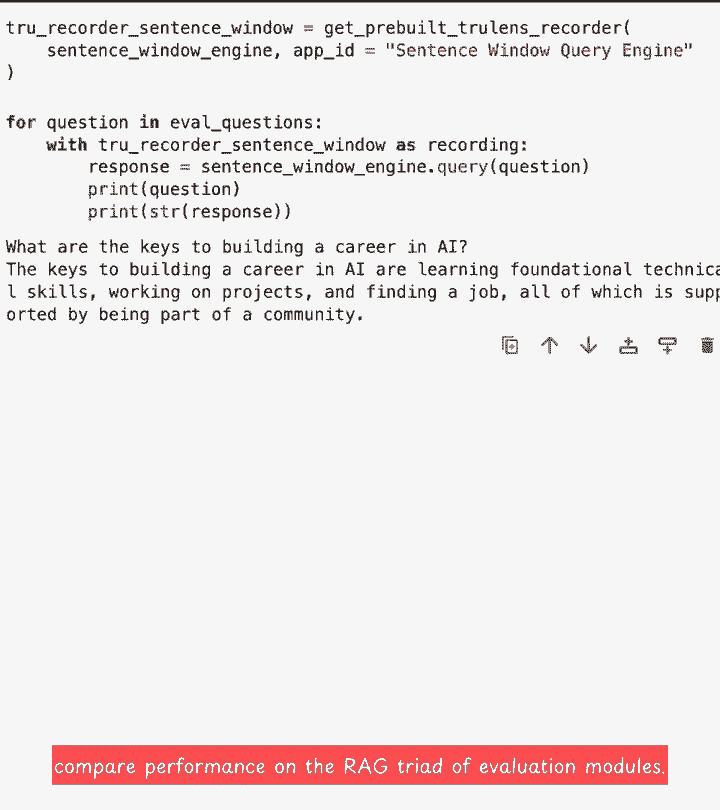 tru_recorder_sentence_window = get_prebuilt_trulens_recorder(
    sentence_window_engine, app_id = "Sentence Window Query Engine"
)
for question in eval_questions:
    with tru_recorder_sentence_window as recording:
        response = sentence_window_engine.query(question)
        print(question)
        print(str(response))
What are the keys to building a career in AI?
The keys to building a career in AI are learning foundational technica
l skills, working on projects, and finding a job, all of which is supp
orted by being part of a community.
compare performance on the RAG triad of evaluation modules.